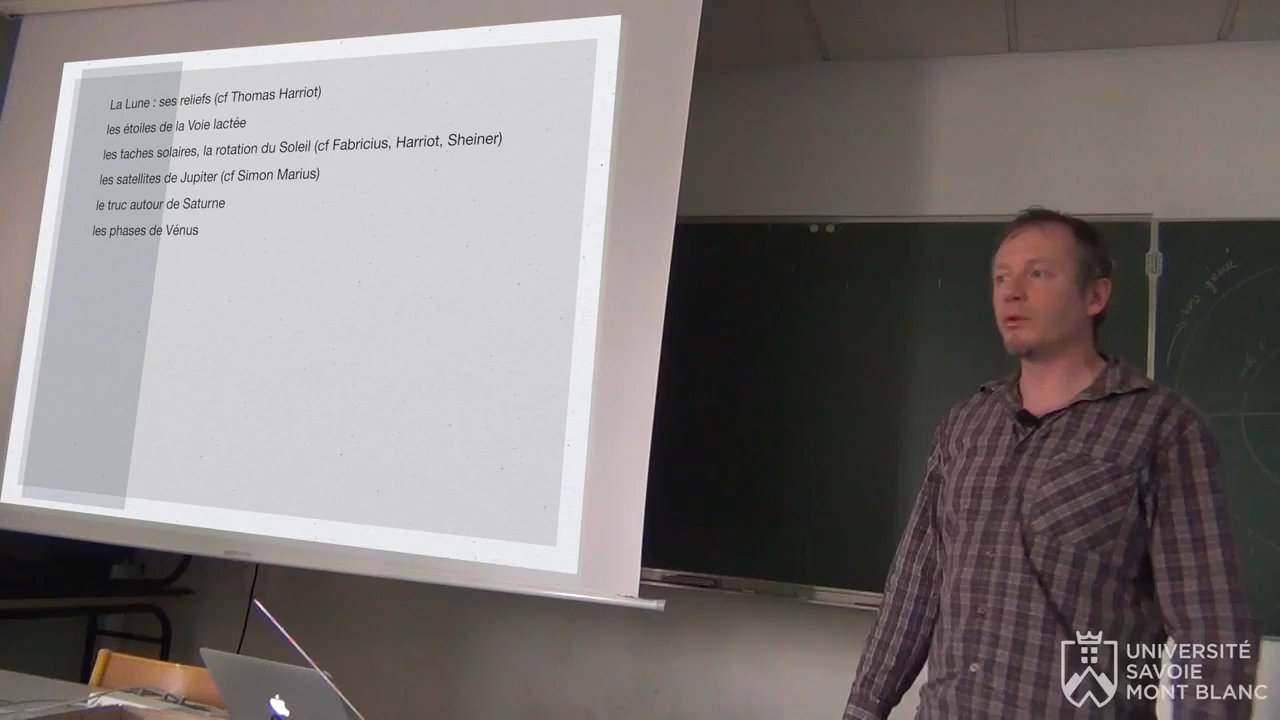 La Lune : ses reliefs (cf Thomas Harriot)
les étoiles de la Voie lactée
les taches solaires, la rotation du Soleil (cf Fabricius, Harriot, Sheiner)
les satellites de Jupiter (cf Simon Marius)
le truc autour de Saturne
les phases de Vénus
UNIVERSITÉ
SAVOIE
MONT BLANC